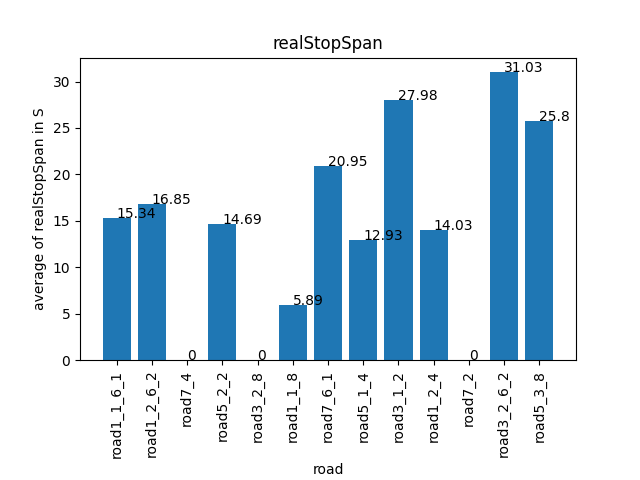 realStopSpan
average of realStopSpan in S
30
25
20
15
10
5
0
15.34
16.85
0
14.69
0
5.89
20.95
12.93
27.98
14.03
0
31.03
25.8
road1_1_6_1
road1_2_6_2
road7_4
road5_2_2
road3_2_8
road1_1_8
road7_6_1
road5_1_4
road3_1_2
road1_2_4
road7_2
road3_2_6_2
road5_3_8
road